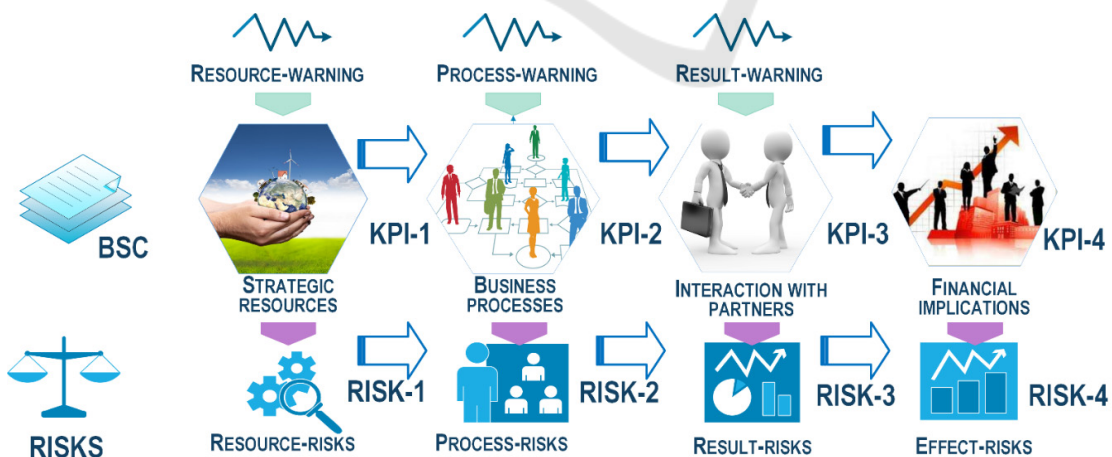 RESOURCE-WARNING
PROCESS-WARNING
RESULT-WARNING
BSC
KPI-1
KPI-2
KPI-3
KPI-4
STRATEGIC
RESOURCES
BUSINESS
PROCESSES
INTERACTION WITH
PARTNERS
FINANCIAL
IMPLICATIONS
RISKS
RISK-1
RISK-2
RISK-3
RISK-4
RESOURCE-RISKS
PROCESS-RISKS
RESULT-RISKS
EFFECT-RISKS